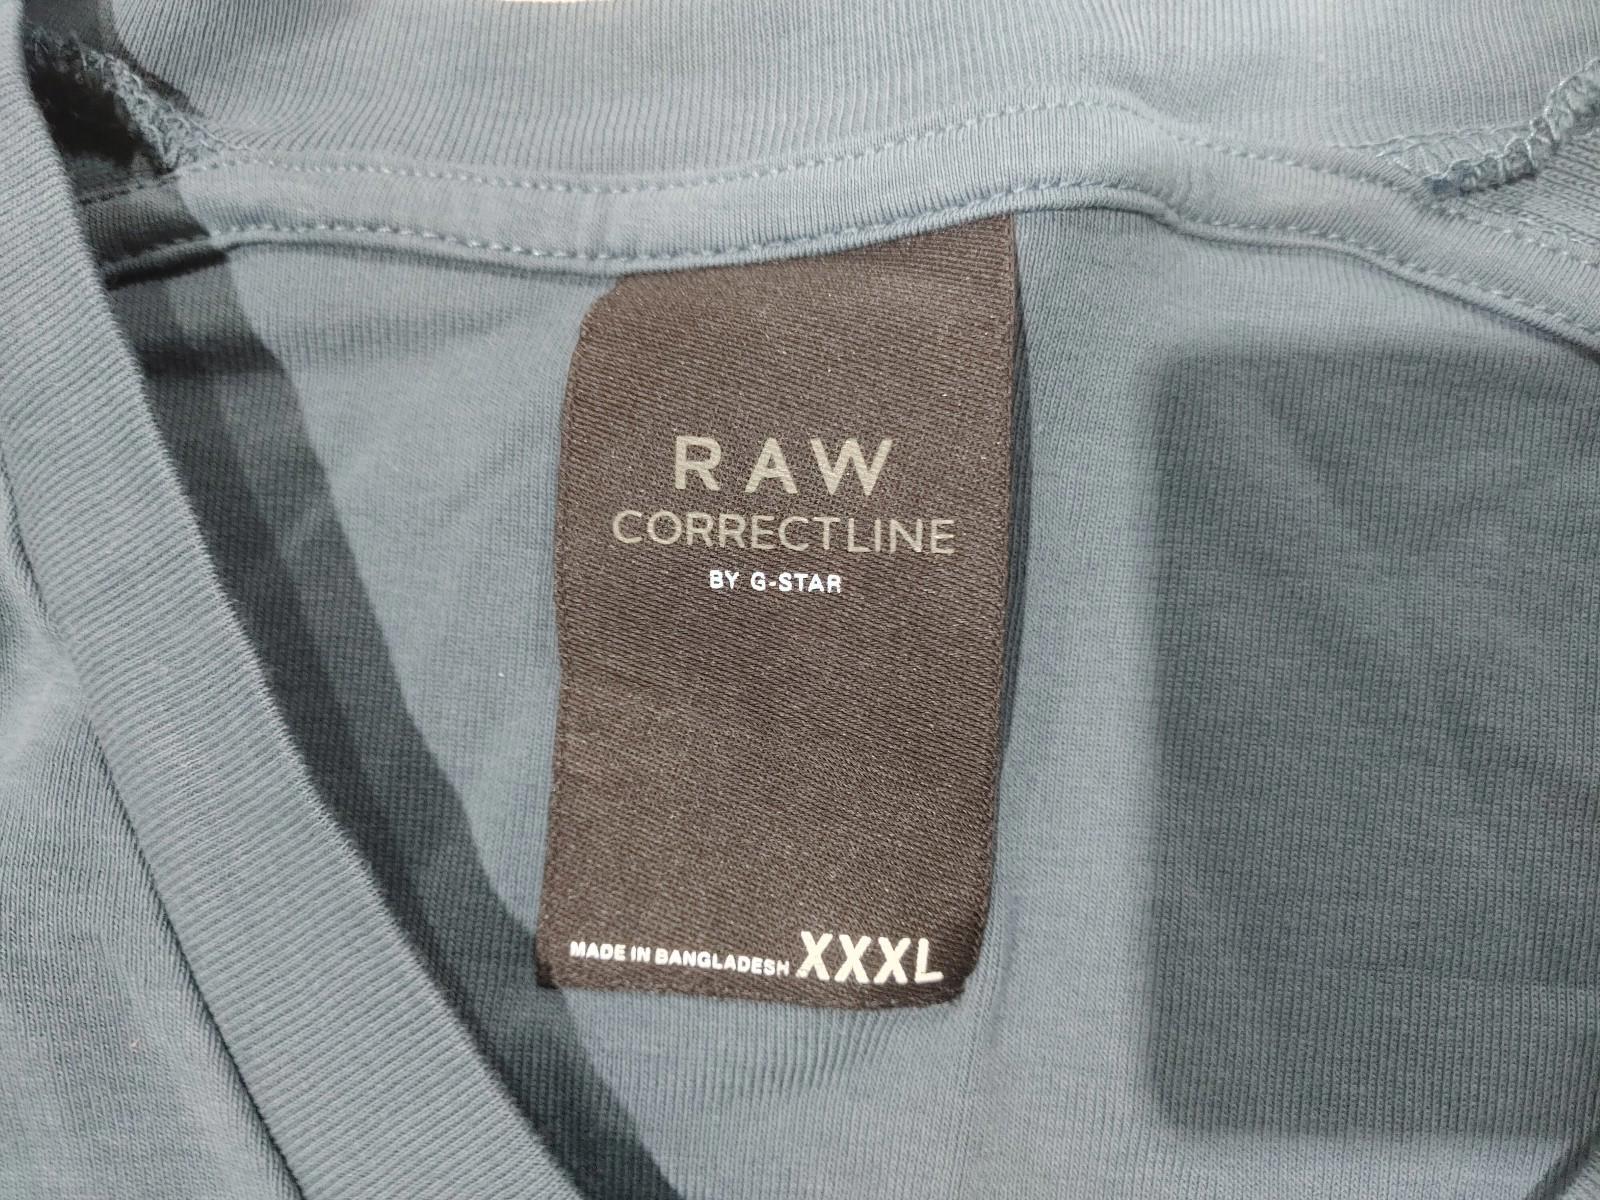 RAW
CORRECTLINE
BY G-STAR
MADE IN BANGLADESH XXXL